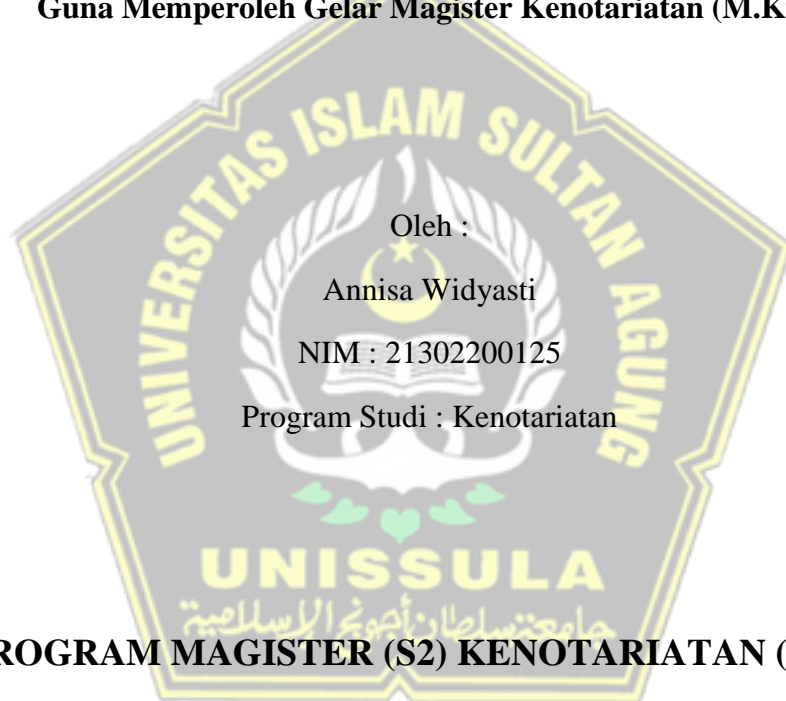 Guna Memperoleh Gelar Magister Kenotariatan (M.K
UNIVERSITAS ISLAM SULTAN AGUNG
Oleh :
Annisa Widyasti
NIM : 21302200125
Program Studi : Kenotariatan
UNISSULA
جامعة سلطان أجونج الإسلامية
ROGRAM MAGISTER (S2) KENOTARIATAN (